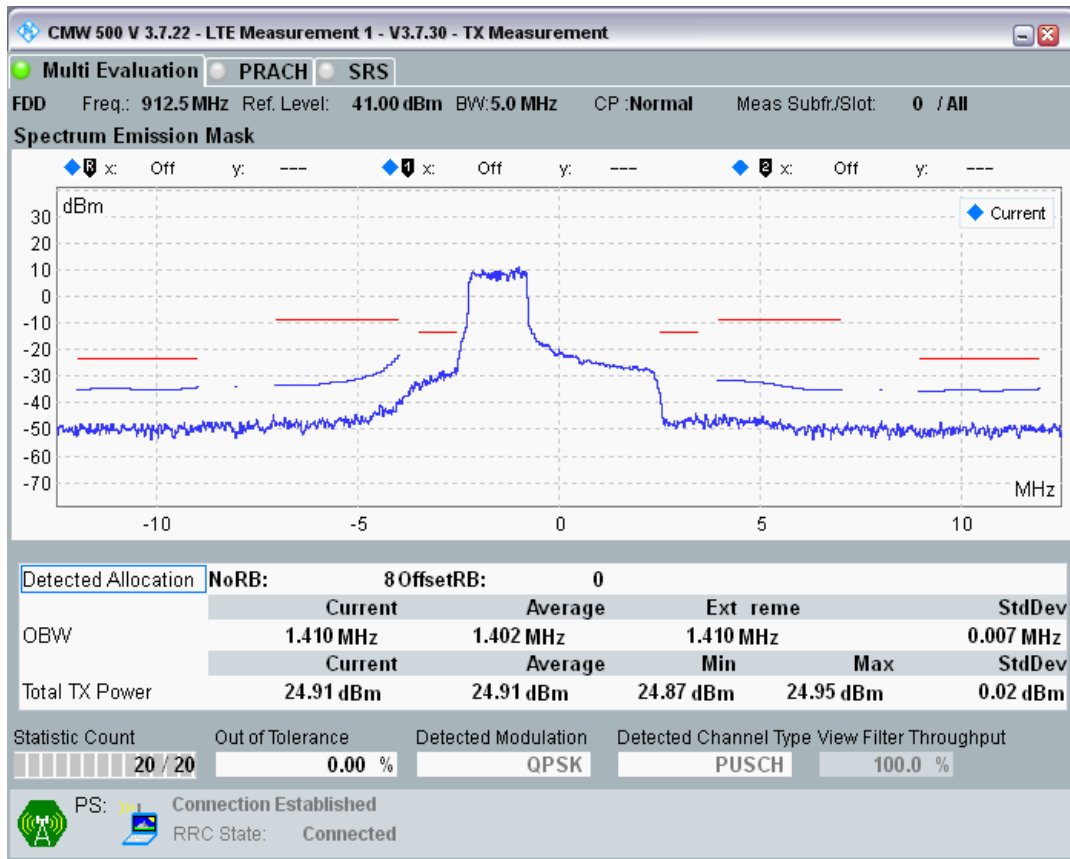 CMW 500 V 3.7.22 - LTE Measurement 1 - V3.7.30 - TX Measurement
Multi Evaluation PRACH SRS
FDD Freq.: 912.5 MHz Ref. Level: 41.00 dBm BW:5.0 MHz CP :Normal Meas Subfr./Slot: 0 / All
Spectrum Emission Mask
R x: Off y: --- 1 x: Off y: --- 2 x: Off y: ---
dBm
Current
30
20
10
0
-10
-20
-30
-40
-50
-60
-70
MHz
-10 -5 0 5 10
Detected Allocation NoRB: 8 OffsetRB: 0
Current Average Ext reme StdDev
OBW 1.410 MHz 1.402 MHz 1.410 MHz 0.007 MHz
Current Average Min Max StdDev
Total TX Power 24.91 dBm 24.91 dBm 24.87 dBm 24.95 dBm 0.02 dBm
Statistic Count Out of Tolerance Detected Modulation Detected Channel Type View Filter Throughput
20 / 20 0.00 % QPSK PUSCH 100.0 %
PS: Connection Established
RRC State: Connected